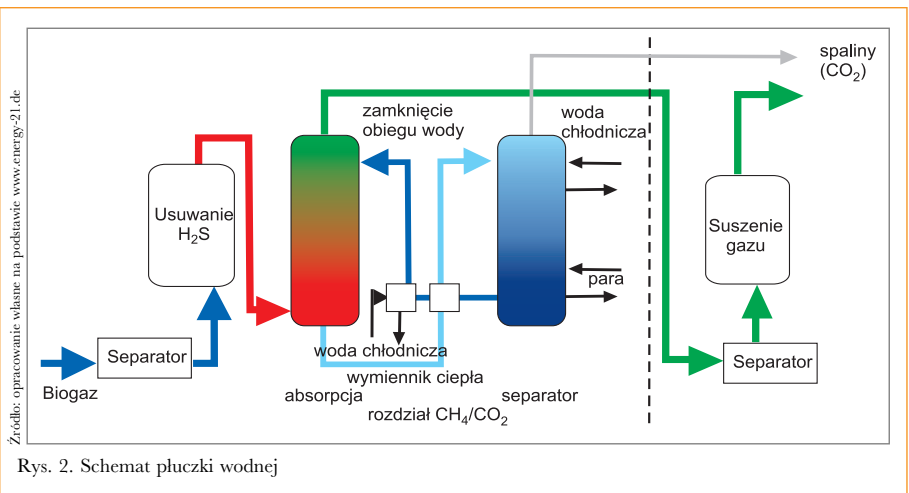 Źródło: opracowanie własne na podstawie www.energy-21.de
Biogaz
Separator
Usuwanie
H₂S
zamknięcie
obiegu wody
woda
chłodnicza
spaliny
(CO₂)
para
Suszenie
gazu
Separator
woda chłodnicza
wymiennik ciepła
absorpcja
separator
rozdział CH₄/CO₂
Rys. 2. Schemat płuczki wodnej